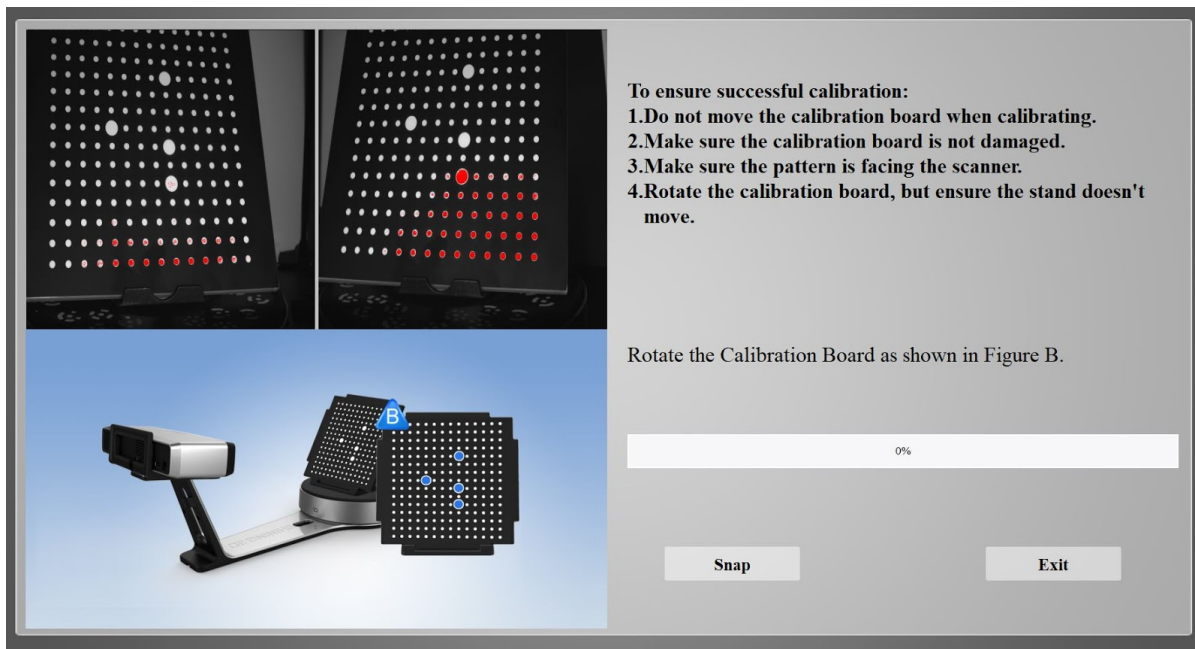 To ensure successful calibration:
1.Do not move the calibration board when calibrating.
2.Make sure the calibration board is not damaged.
3.Make sure the pattern is facing the scanner.
4.Rotate the calibration board, but ensure the stand doesn't
move.
Rotate the Calibration Board as shown in Figure B.
B
0%
Snap
Exit